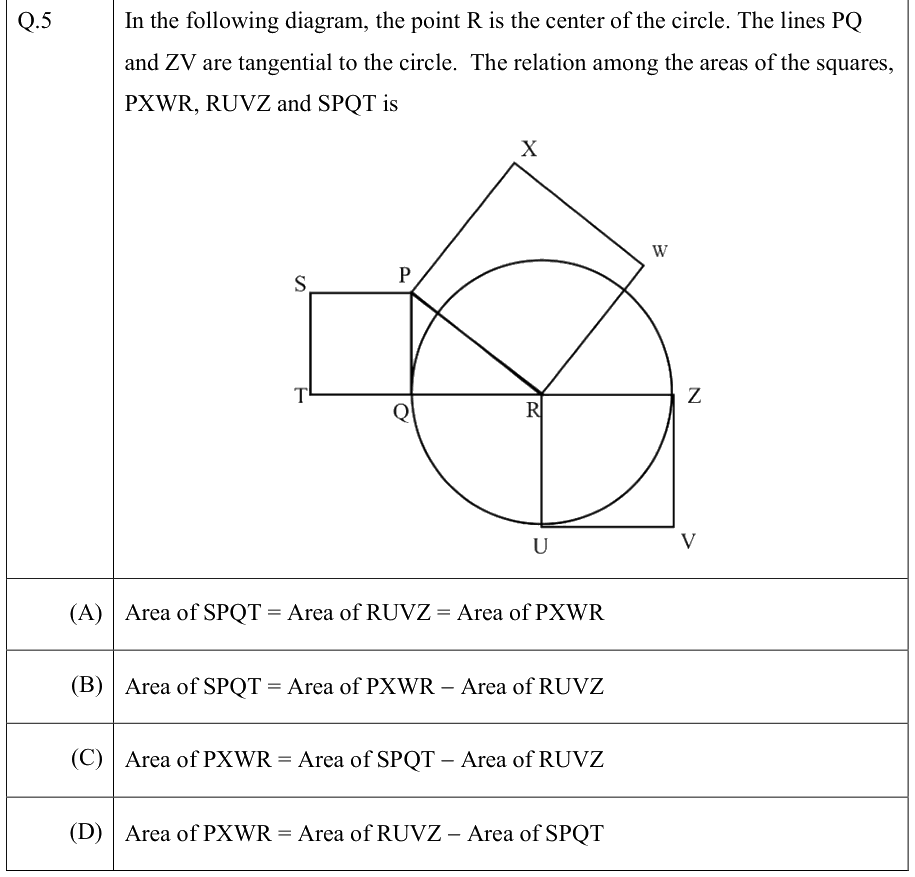 Q.5 In the following diagram, the point R is the center of the circle. The lines PQ
and ZV are tangential to the circle. The relation among the areas of the squares,
PXWR, RUVZ and SPQT is
X
W
P
S
T
Q
R
Z
U
V
(A) Area of SPQT = Area of RUVZ = Area of PXWR
(B) Area of SPQT = Area of PXWR − Area of RUVZ
(C) Area of PXWR = Area of SPQT − Area of RUVZ
(D) Area of PXWR = Area of RUVZ − Area of SPQT